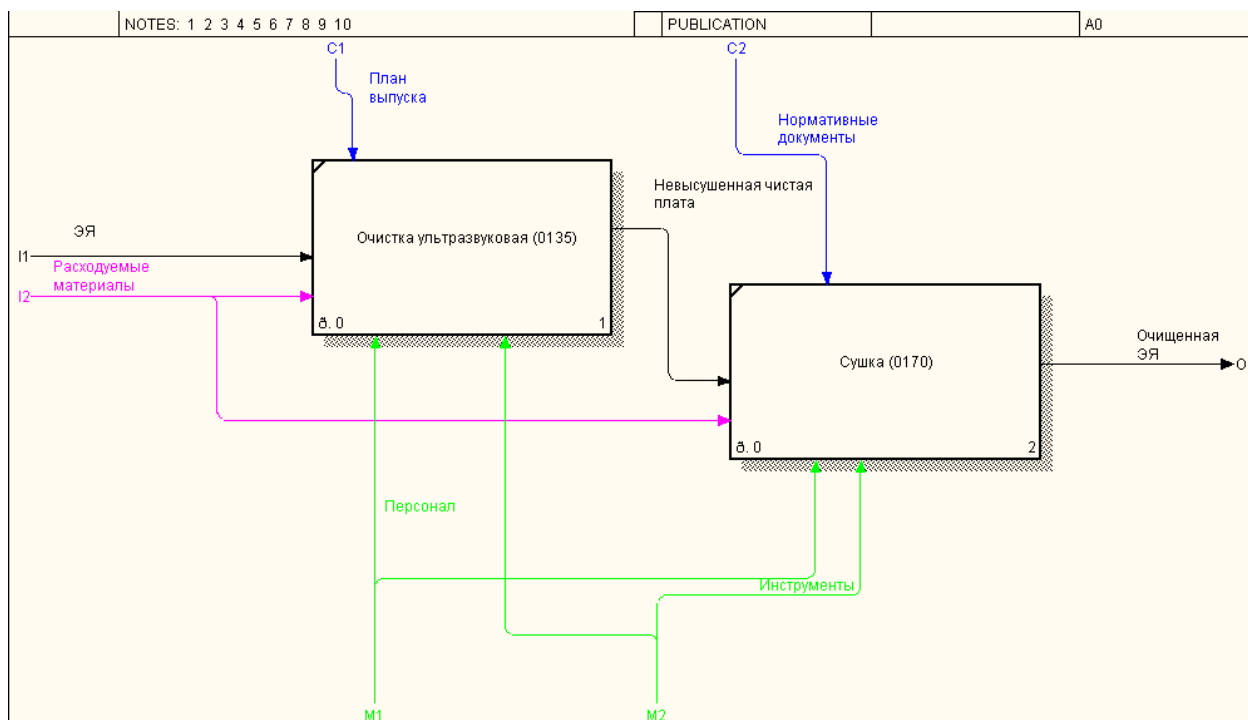 NOTES: 1 2 3 4 5 6 7 8 9 10
PUBLICATION
A0
C1
C2
План
выпуска
Нормативные
документы
Невысушенная чистая
плата
ЭЯ
I1
Очистка ультразвуковая (0135)
Расходуемые
материалы
I2
ð. 0
1
Очищенная
ЭЯ
O
Сушка (0170)
ð. 0
2
Персонал
Инструменты
M1
M2